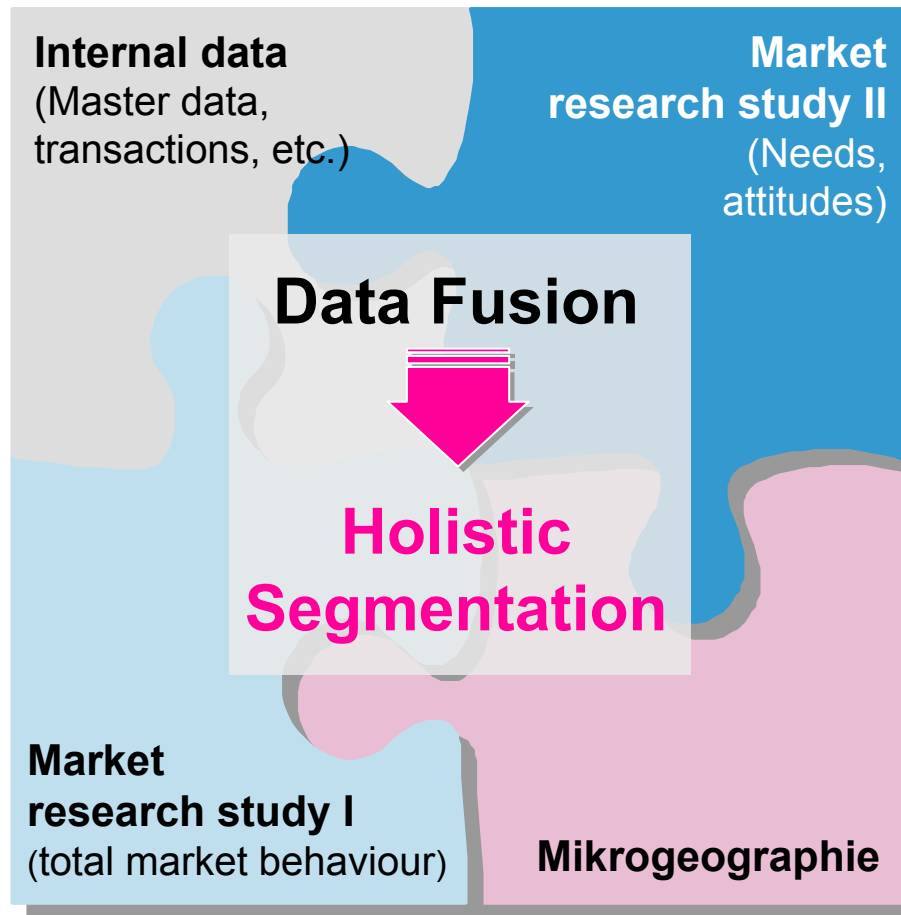 Internal data
(Master data,
transactions, etc.)
Market
research study II
(Needs,
attitudes)
Data Fusion
Holistic
Segmentation
Market
research study I
(total market behaviour)
Mikrogeographie